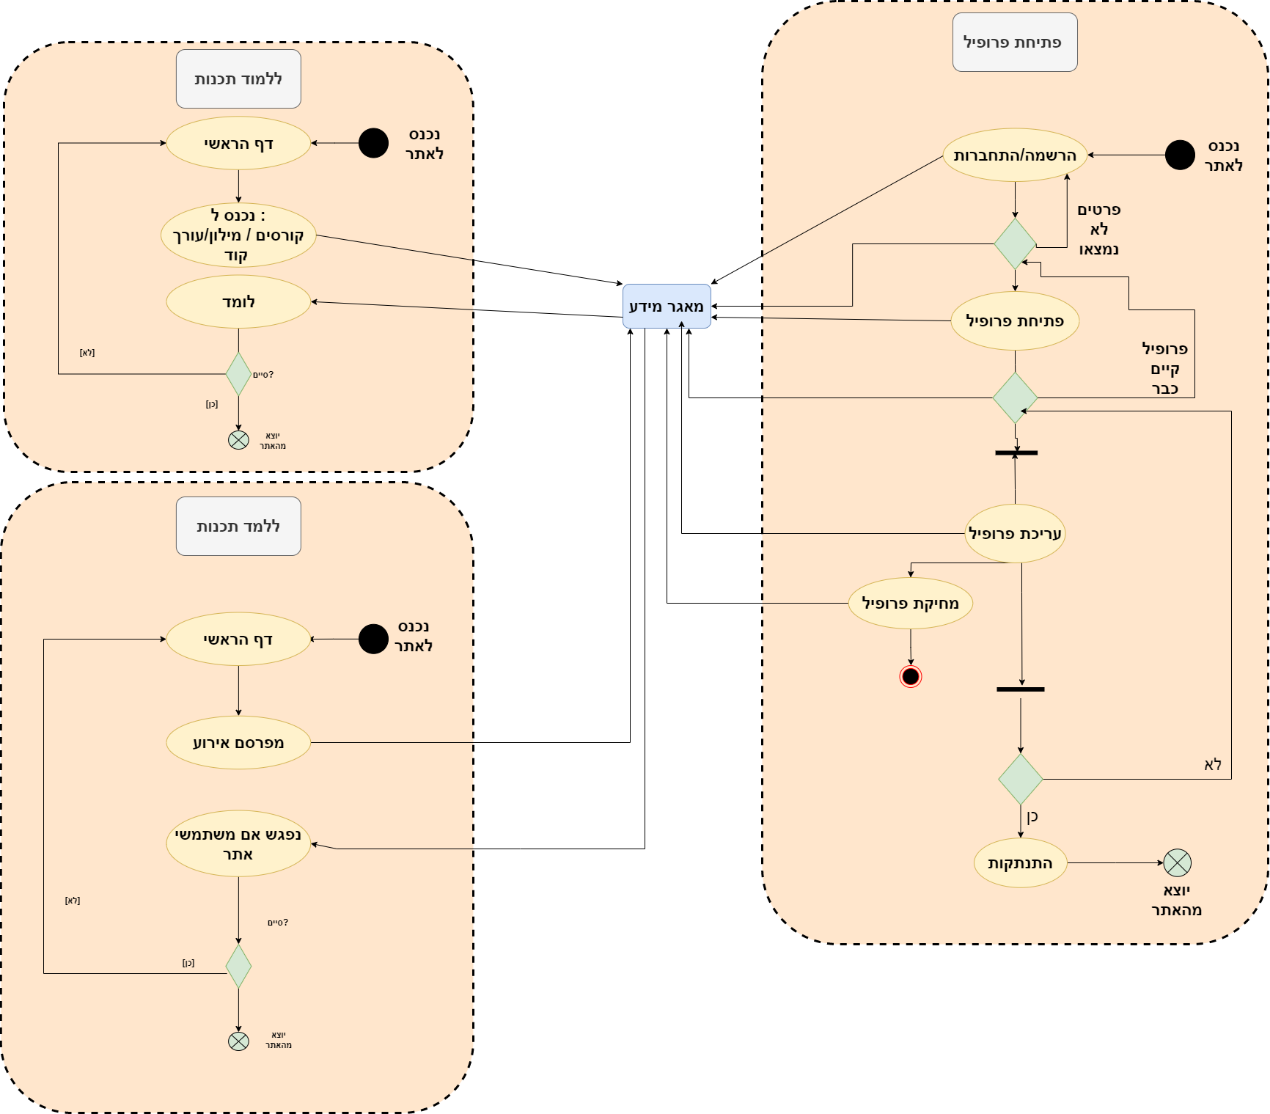 פתיחת פרופיל
נכנס
לאתר
הרשמה/התחברות
פרטים
לא
נמצאו
פתיחת פרופיל
פרופיל
קיים
כבר
עריכת פרופיל
מחיקת פרופיל
לא
כן
התנתקות
יוצא
מהאתר
מאגר מידע
ללמוד תכנות
נכנס
לאתר
דף הראשי
נכנס ל :
קורסים / מילון/עורך
קוד
לומד
[לא]
סיים?
[כן]
יוצא
מהאתר
ללמד תכנות
נכנס
לאתר
דף הראשי
מפרסם אירוע
נפגש אם משתמשי
אתר
[לא]
סיים?
[כן]
יוצא
מהאתר